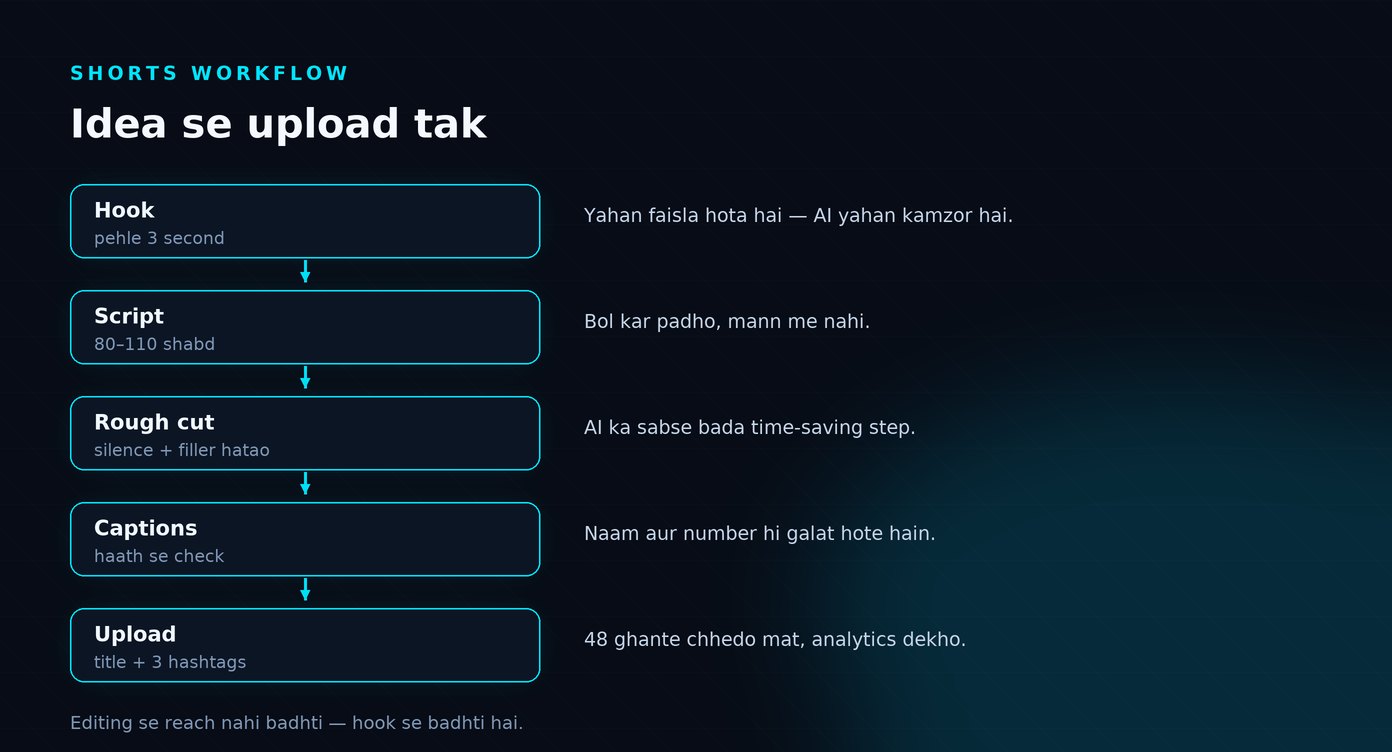 SHORTS WORKFLOW
Idea se upload tak
Hook
pehle 3 second
Yahan faisla hota hai — AI yahan kamzor hai.
Script
80–110 shabd
Bol kar padho, mann me nahi.
Rough cut
silence + filler hatao
AI ka sabse bada time-saving step.
Captions
haath se check
Naam aur number hi galat hote hain.
Upload
title + 3 hashtags
48 ghante chhedo mat, analytics dekho.
Editing se reach nahi badhti — hook se badhti hai.